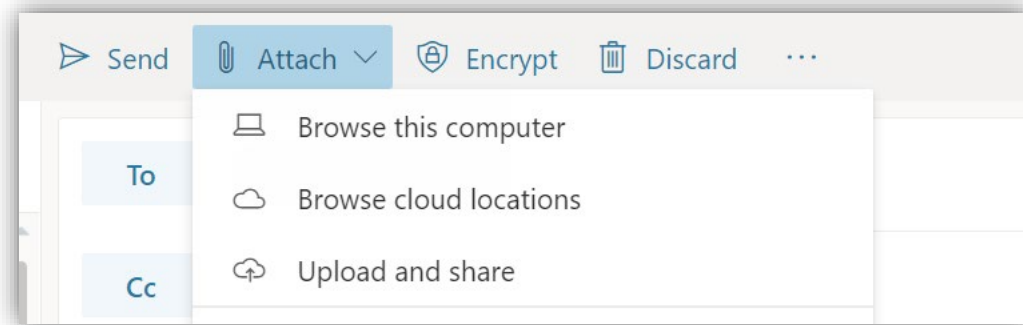 Send Attach Encrypt Discard ...
Browse this computer
To
Browse cloud locations
Upload and share
Cc